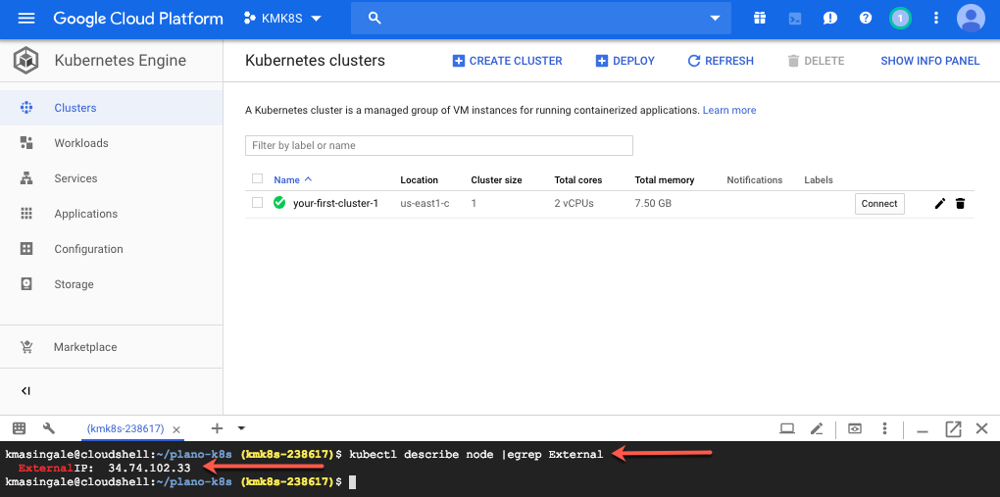 Google Cloud Platform KMK8S 1
Kubernetes Engine
Kubernetes clusters CREATE CLUSTER DEPLOY REFRESH DELETE SHOW INFO PANEL
Clusters
Workloads
Services
Applications
Configuration
Storage
Marketplace
A Kubernetes cluster is a managed group of VM instances for running containerized applications. Learn more
Filter by label or name
Name Location Cluster size Total cores Total memory Notifications Labels
your-first-cluster-1 us-east1-c 1 2 vCPUs 7.50 GB Connect
(kmk8s-238617)
kmasingale@cloudshell:~/plano-k8s (kmk8s-238617)$ kubectl describe node |egrep External
ExternalIP: 34.74.102.33
kmasingale@cloudshell:~/plano-k8s (kmk8s-238617)$